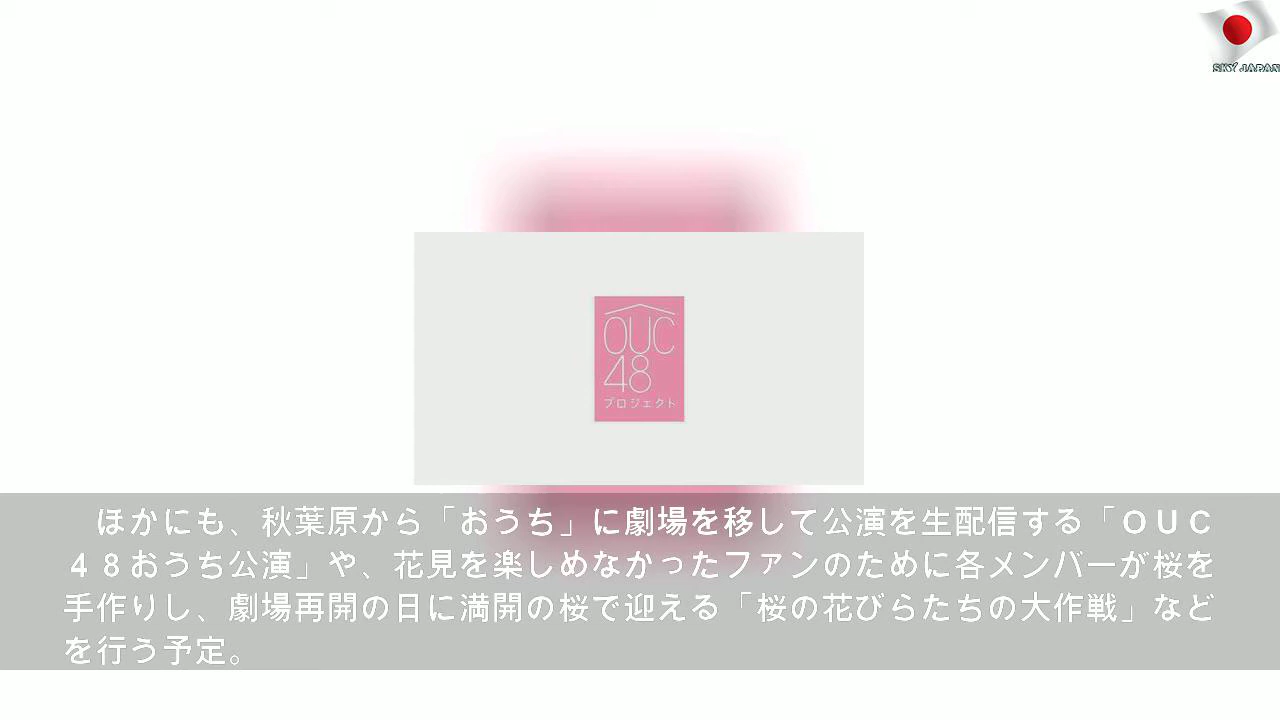 SKY JAPAN
OUC
48
プロジェクト
　ほかにも、秋葉原から「おうち」に劇場を移して公演を生配信する「ＯＵＣ
４８おうち公演」や、花見を楽しめなかったファンのために各メンバーが桜を
手作りし、劇場再開の日に満開の桜で迎える「桜の花びらたちの大作戦」など
を行う予定。